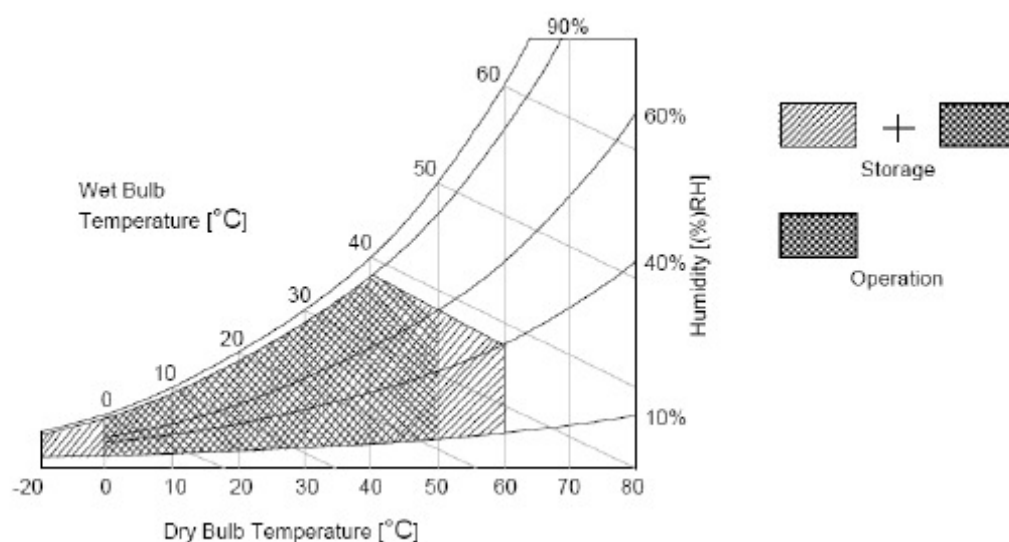 90%
60
60%
50
Wet Bulb
Temperature [°C]
Storage
40
40%
30
20
Operation
10
0
10%
Humidity [(%)RH]
-20 0 10 20 30 40 50 60 70 80
Dry Bulb Temperature [°C]